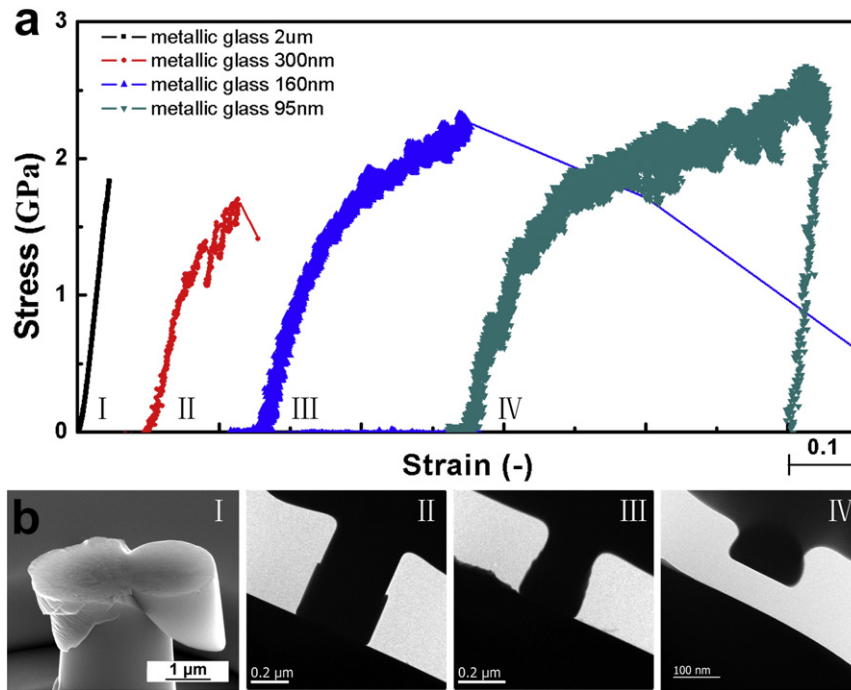 a
3
metallic glass 2um
metallic glass 300nm
metallic glass 160nm
metallic glass 95nm
2
Stress (GPa)
1
0
I
II
III
IV
0.1
Strain (-)
b
I
II
III
IV
1 µm
0.2 µm
0.2 µm
100 nm